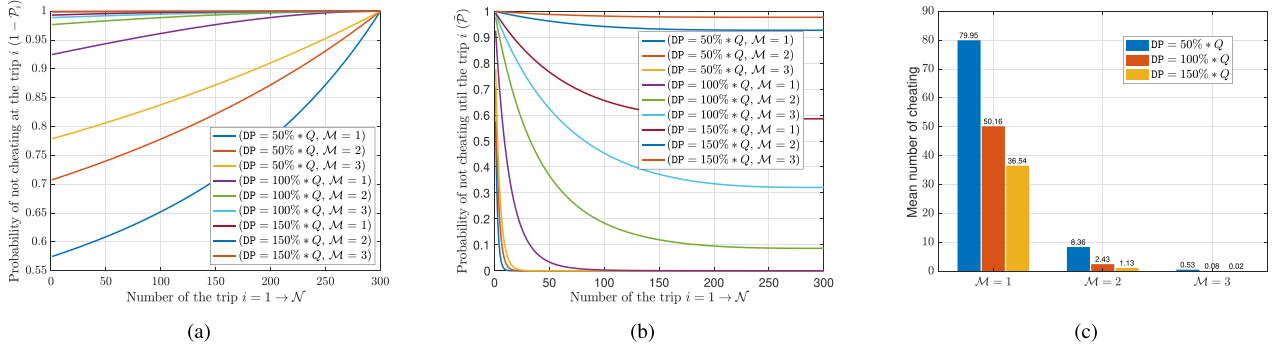 Probability of not cheating at the trip i (1 − 𝒫ᵢ)
1
0.95
0.9
0.85
0.8
0.75
0.7
0.65
0.6
0.55
0
50
100
150
200
250
300
Number of the trip i = 1 → 𝒩
(DP = 50% ∗ Q, ℳ = 1)
(DP = 50% ∗ Q, ℳ = 2)
(DP = 50% ∗ Q, ℳ = 3)
(DP = 100% ∗ Q, ℳ = 1)
(DP = 100% ∗ Q, ℳ = 2)
(DP = 100% ∗ Q, ℳ = 3)
(DP = 150% ∗ Q, ℳ = 1)
(DP = 150% ∗ Q, ℳ = 2)
(DP = 150% ∗ Q, ℳ = 3)
(a)
Probability of not cheating util the trip i (𝒫̃)
1
0.9
0.8
0.7
0.6
0.5
0.4
0.3
0.2
0.1
0
0
50
100
150
200
250
300
Number of the trip i = 1 → 𝒩
(DP = 50% ∗ Q, ℳ = 1)
(DP = 50% ∗ Q, ℳ = 2)
(DP = 50% ∗ Q, ℳ = 3)
(DP = 100% ∗ Q, ℳ = 1)
(DP = 100% ∗ Q, ℳ = 2)
(DP = 100% ∗ Q, ℳ = 3)
(DP = 150% ∗ Q, ℳ = 1)
(DP = 150% ∗ Q, ℳ = 2)
(DP = 150% ∗ Q, ℳ = 3)
(b)
Mean number of cheating
90
80
70
60
50
40
30
20
10
0
79.95
50.16
36.54
8.36
2.43
1.13
0.53
0.08
0.02
ℳ = 1
ℳ = 2
ℳ = 3
DP = 50% ∗ Q
DP = 100% ∗ Q
DP = 150% ∗ Q
(c)